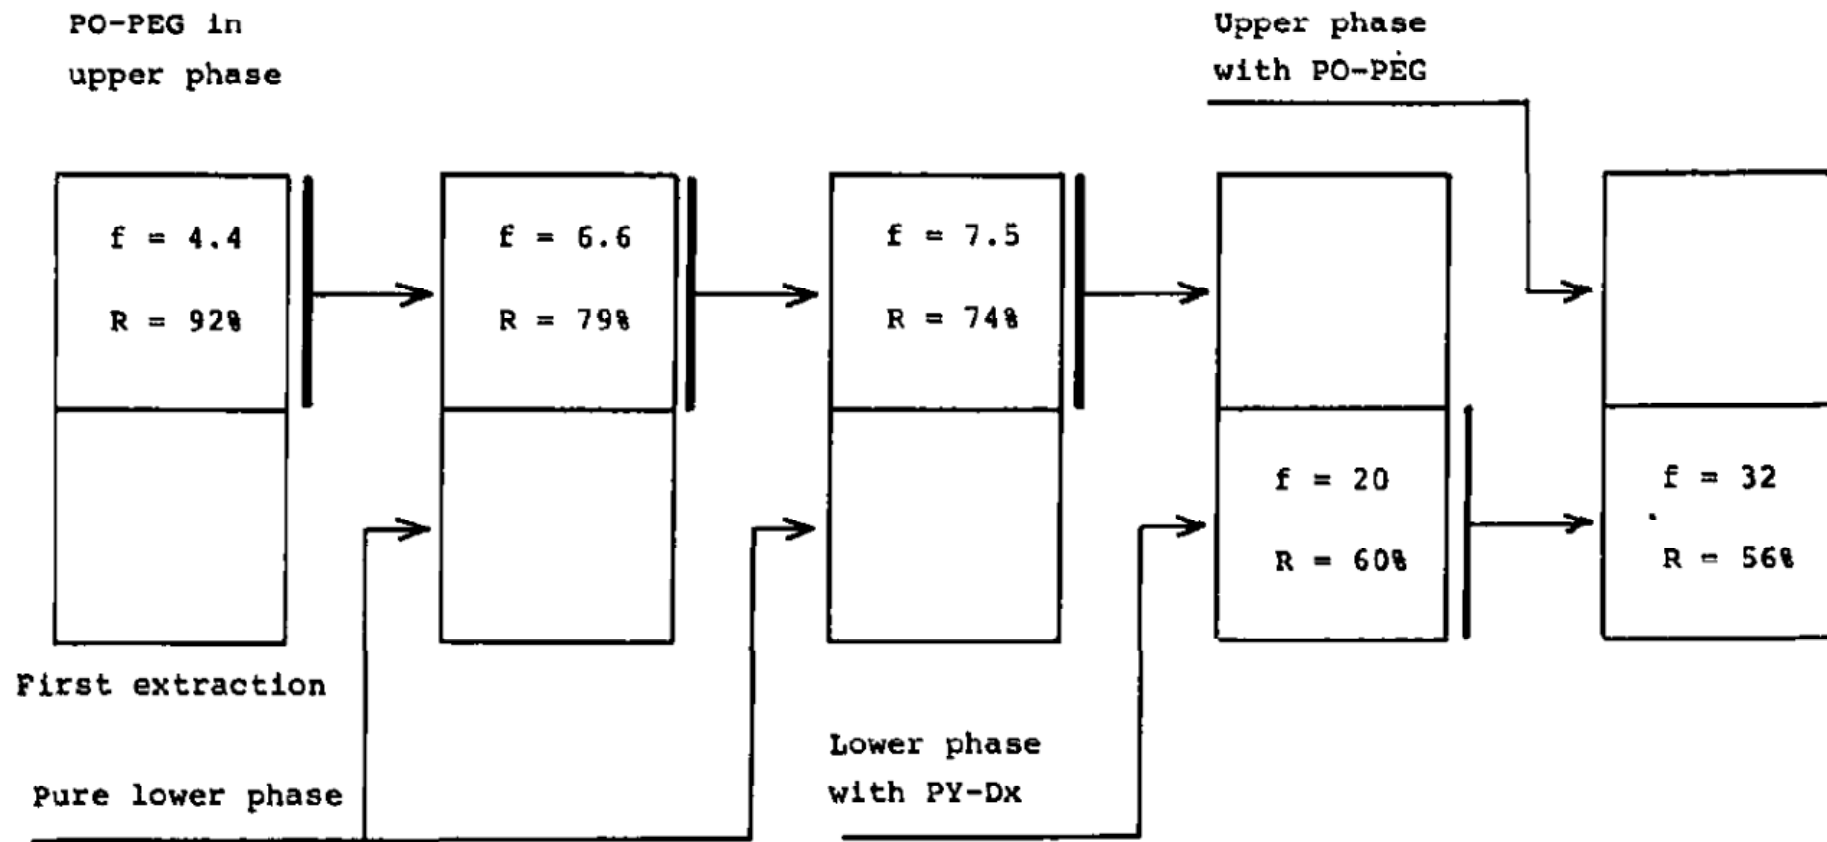 PO-PEG in
upper phase
Upper phase
with PO-PEG
f = 4.4
R = 92%
f = 6.6
R = 79%
f = 7.5
R = 74%
f = 20
R = 60%
f = 32
R = 56%
First extraction
Pure lower phase
Lower phase
with PY-Dx